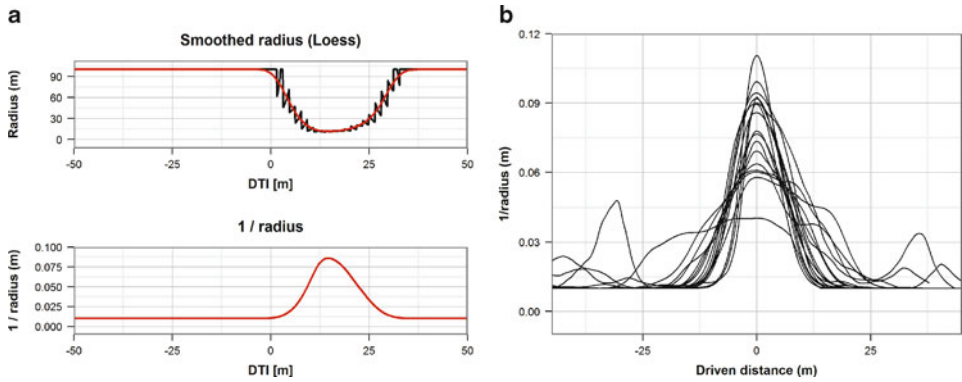 a
Smoothed radius (Loess)
Radius (m)
90
60
30
0
-50
-25
0
25
50
DTI [m]
1 / radius
1 / radius (m)
0.100
0.075
0.050
0.025
0.000
-50
-25
0
25
50
DTI [m]
b
1/radius (m)
0.12
0.09
0.06
0.03
0.00
-25
0
25
Driven distance (m)